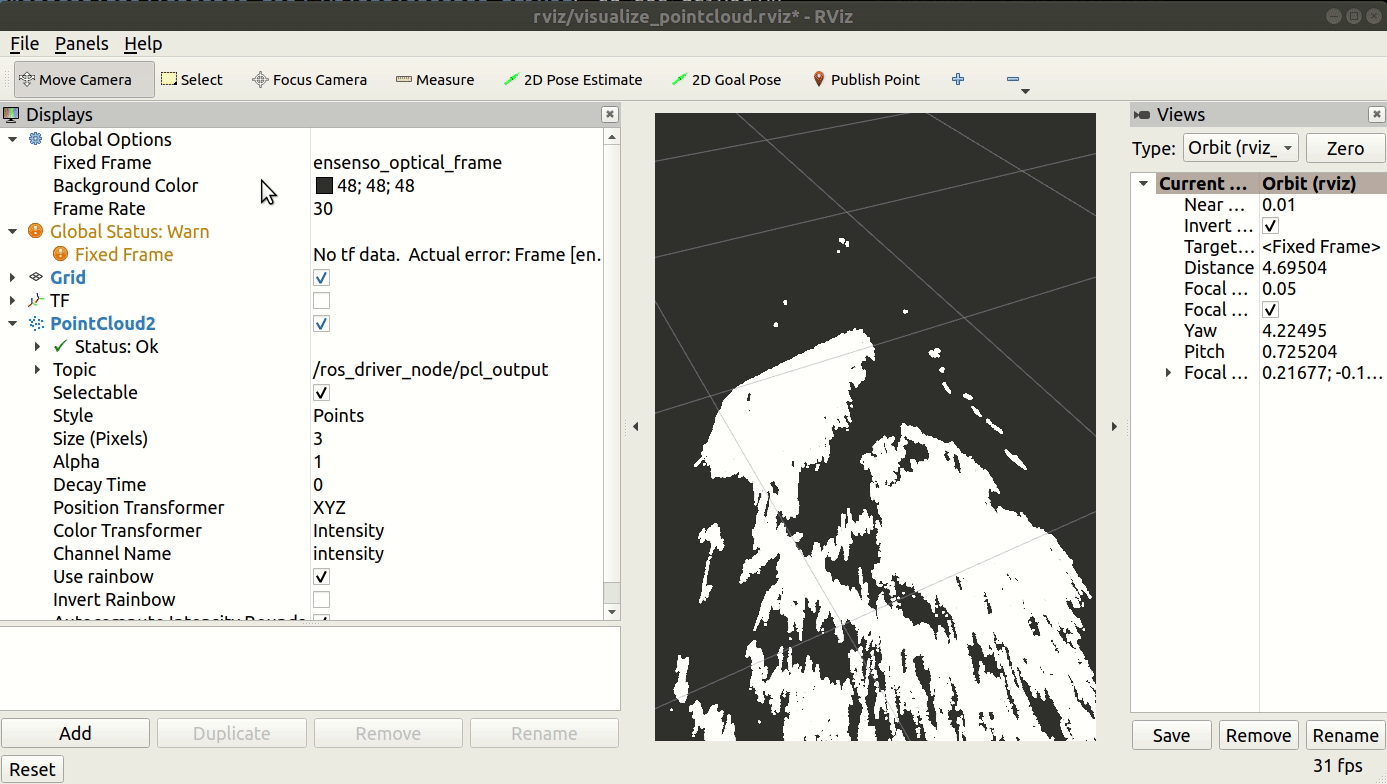 rviz/visualize_pointcloud.rviz* - RViz
File Panels Help
Move Camera Select Focus Camera Measure 2D Pose Estimate 2D Goal Pose Publish Point
Displays
Global Options
Fixed Frame ensenso_optical_frame
Background Color 48; 48; 48
Frame Rate 30
Global Status: Warn
Fixed Frame No tf data.  Actual error: Frame [en...
Grid
TF
PointCloud2
Status: Ok
Topic /ros_driver_node/pcl_output
Selectable
Style Points
Size (Pixels) 3
Alpha 1
Decay Time 0
Position Transformer XYZ
Color Transformer Intensity
Channel Name intensity
Use rainbow
Invert Rainbow
Autocompute Intensity Bounds
Add Duplicate Remove Rename
Reset
Views
Type: Orbit (rviz_ Zero
Current ... Orbit (rviz)
Near ... 0.01
Invert ...
Target... <Fixed Frame>
Distance 4.69504
Focal ... 0.05
Focal ...
Yaw 4.22495
Pitch 0.725204
Focal ... 0.21677; -0.1...
Save Remove Rename
31 fps